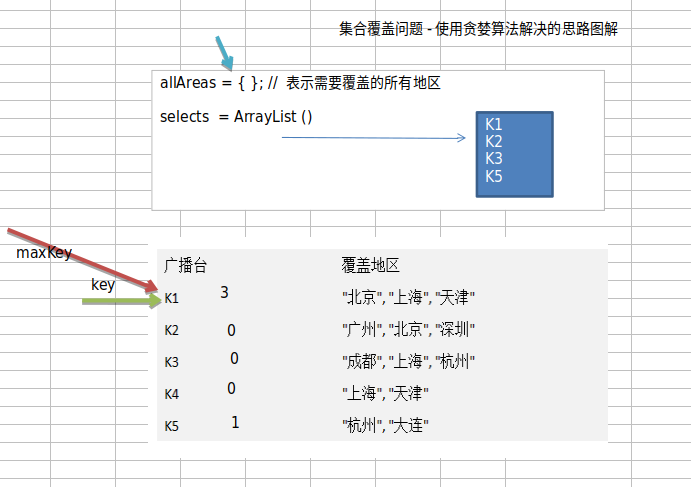 集合覆盖问题 - 使用贪婪算法解决的思路图解
allAreas = { }; // 表示需要覆盖的所有地区
selects = ArrayList ()
K1
K2
K3
K5
maxKey
key
广播台 覆盖地区
K1 3 "北京","上海","天津"
K2 0 "广州","北京","深圳"
K3 0 "成都","上海","杭州"
K4 0 "上海","天津"
K5 1 "杭州","大连"